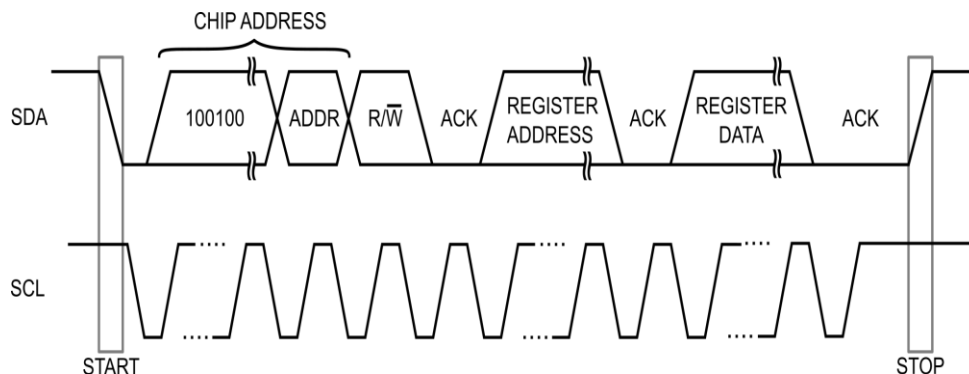 CHIP ADDRESS
SDA
100100
ADDR
R/W̅
ACK
REGISTER
ADDRESS
ACK
REGISTER
DATA
ACK
SCL
START
STOP